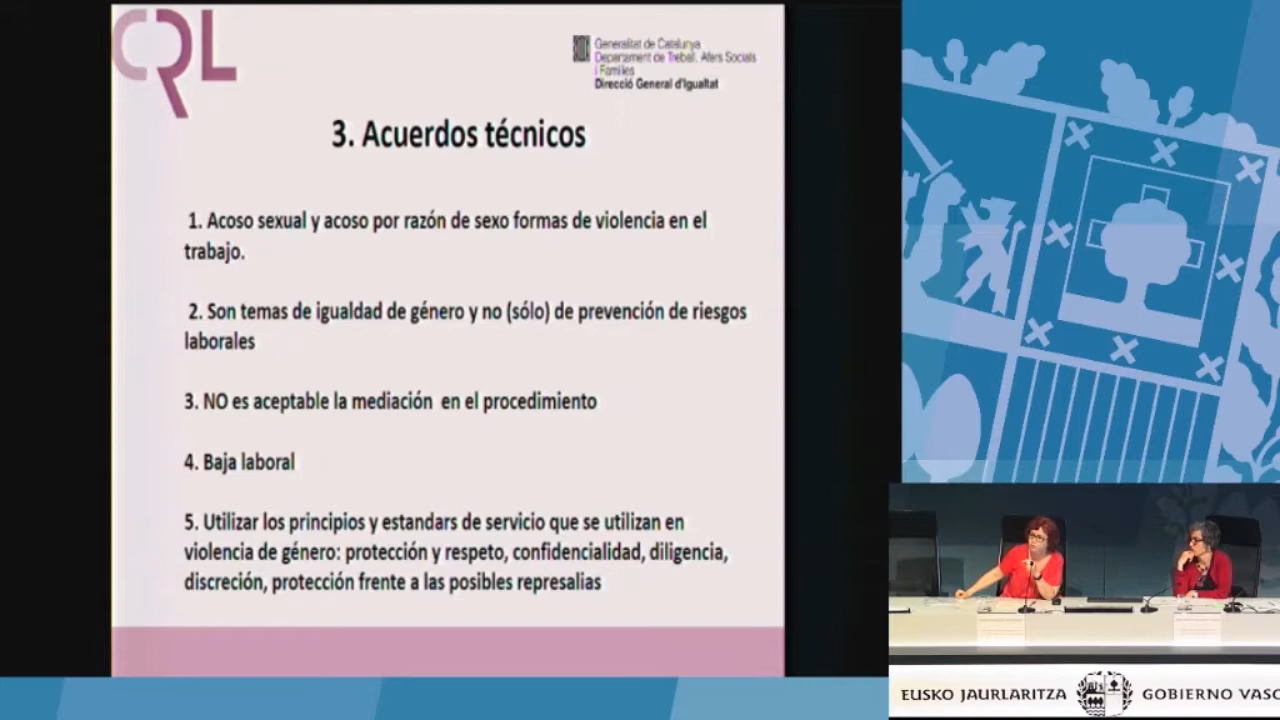 CRL
Generalitat de Catalunya
Departament de Treball, Afers Socials
i Famílies
Direcció General d'Igualtat
3. Acuerdos técnicos
1. Acoso sexual y acoso por razón de sexo formas de violencia en el
trabajo.
2. Son temas de igualdad de género y no (sólo) de prevención de riesgos
laborales
3. NO es aceptable la mediación en el procedimiento
4. Baja laboral
5. Utilizar los principios y estandars de servicio que se utilizan en
violencia de género: protección y respeto, confidencialidad, diligencia,
discreción, protección frente a las posibles represalias
EUSKO JAURLARITZA
GOBIERNO VASC